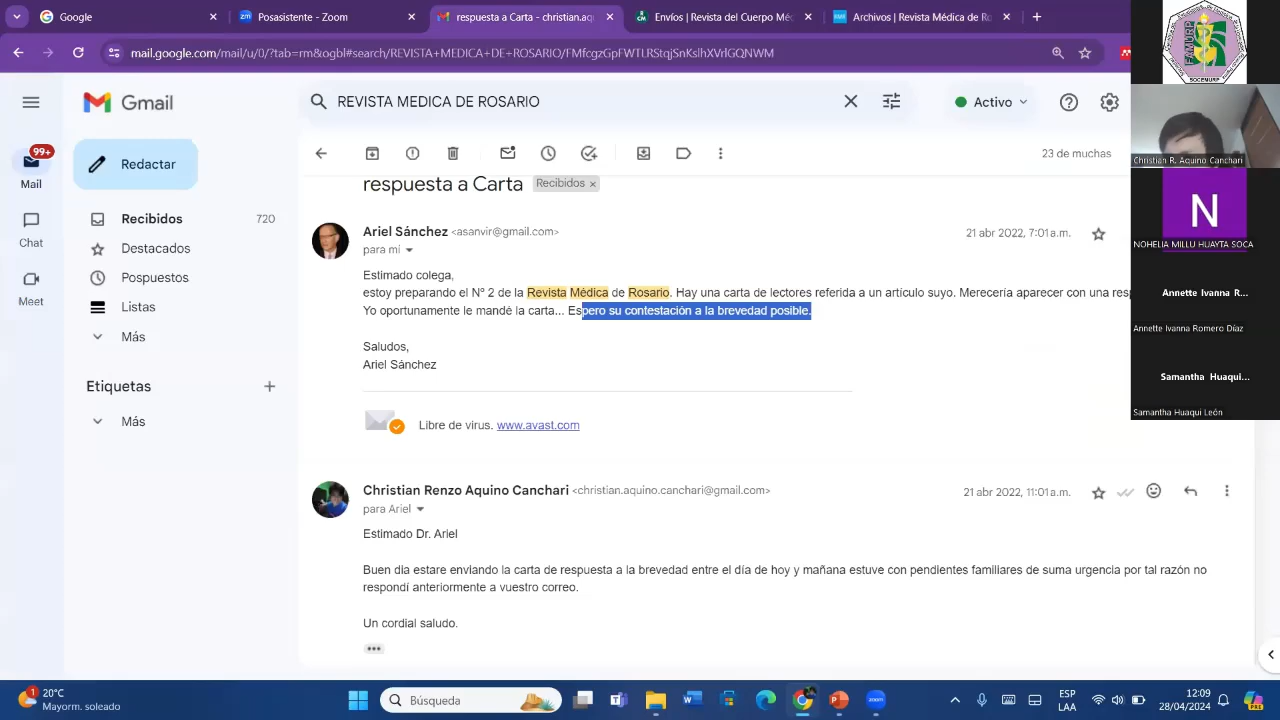 Google
Posasistente - Zoom
respuesta a Carta - christian.aq
Envíos | Revista del Cuerpo Mé
Archivos | Revista Médica de Ro
mail.google.com/mail/u/0/?tab=rm&ogbl#search/REVISTA+MEDICA+DE+ROSARIO/
Gmail
REVISTA MEDICA DE ROSARIO
Activo
99+
Mail
Redactar
23 de muchas
respuesta a Carta
Recibidos x
Chat
Meet
Recibidos 720
Destacados
Pospuestos
Listas
Más
Etiquetas
Más
Ariel Sánchez <asanvir@gmail.com>
21 abr 2022, 7:01 a.m.
para mí
Estimado colega,
estoy preparando el Nº 2 de la Revista Médica de Rosario. Hay una carta de lectores referida a un artículo suyo. Merecería aparecer con una res
Yo oportunamente le mandé la carta... Espero su contestación a la brevedad posible.
Saludos,
Ariel Sánchez
Libre de virus. www.avast.com
Christian Renzo Aquino Canchari <christian.aquino.canchari@gmail.com>
21 abr 2022, 11:01 a.m.
para Ariel
Estimado Dr. Ariel
Buen dia estare enviando la carta de respuesta a la brevedad entre el día de hoy y mañana estuve con pendientes familiares de suma urgencia por tal razón no
respondí anteriormente a vuestro correo.
Un cordial saludo.
FAMURP
SOCEMURP
Christian R. Aquino Canchari
N
NOHELIA MILLU HUAYTA SOCA
Annette Ivanna R...
Annette Ivanna Romero Díaz
Samantha Huaqui...
Samantha Huaqui León
1
20°C
Mayorm. soleado
Búsqueda
zoom
ESP
LAA
12:09
28/04/2024